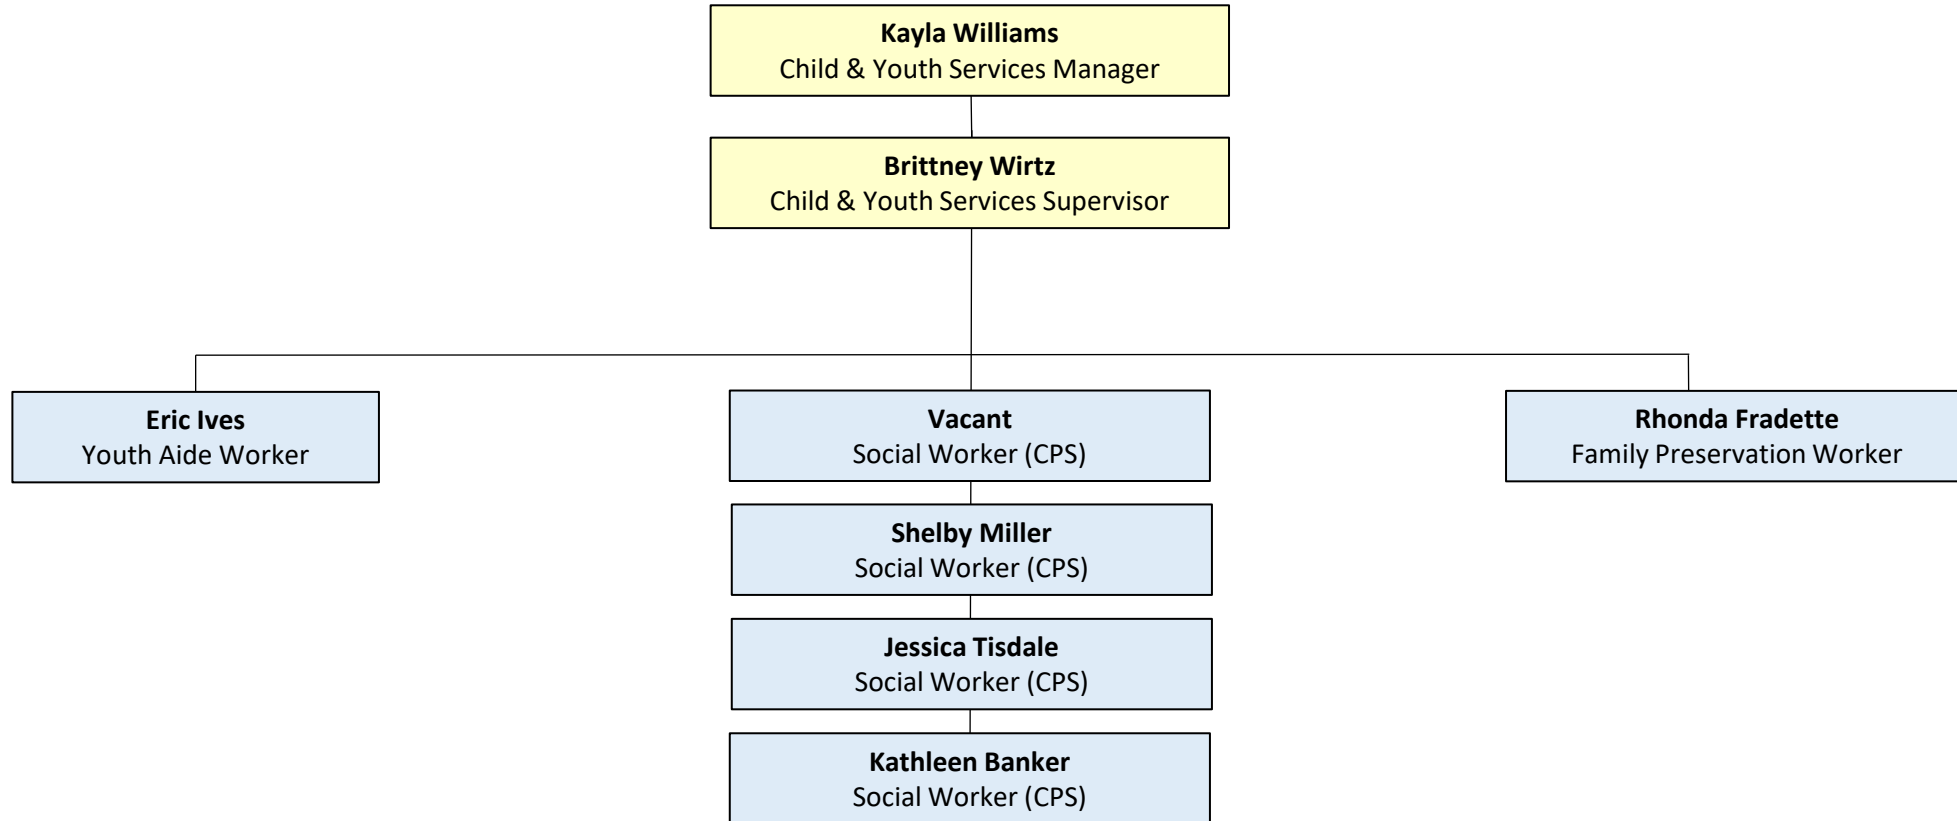 Kayla Williams
Child & Youth Services Manager
Brittney Wirtz
Child & Youth Services Supervisor
Eric Ives
Youth Aide Worker
Vacant
Social Worker (CPS)
Rhonda Fradette
Family Preservation Worker
Shelby Miller
Social Worker (CPS)
Jessica Tisdale
Social Worker (CPS)
Kathleen Banker
Social Worker (CPS)